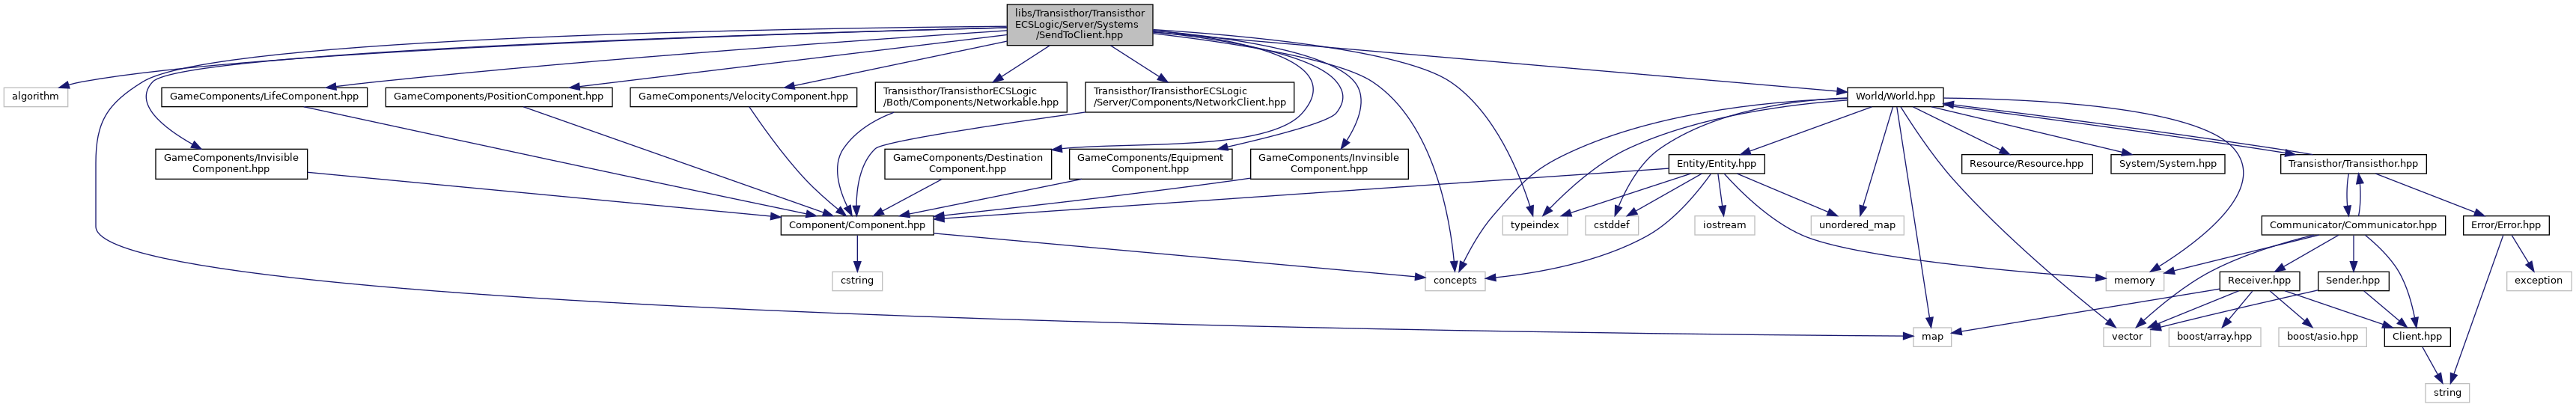 libs/Transisthor/Transisthor
ECSLogic/Server/Systems
/SendToClient.hpp
algorithm
GameComponents/LifeComponent.hpp
GameComponents/PositionComponent.hpp
GameComponents/VelocityComponent.hpp
Transisthor/TransisthorECSLogic
/Both/Components/Networkable.hpp
Transisthor/TransisthorECSLogic
/Server/Components/NetworkClient.hpp
World/World.hpp
GameComponents/Invisible
Component.hpp
GameComponents/Destination
Component.hpp
GameComponents/Equipment
Component.hpp
GameComponents/Invinsible
Component.hpp
Entity/Entity.hpp
Resource/Resource.hpp
System/System.hpp
Transisthor/Transisthor.hpp
Component/Component.hpp
typeindex
cstddef
iostream
unordered_map
Communicator/Communicator.hpp
Error/Error.hpp
cstring
concepts
memory
Receiver.hpp
Sender.hpp
exception
map
vector
boost/array.hpp
boost/asio.hpp
Client.hpp
string